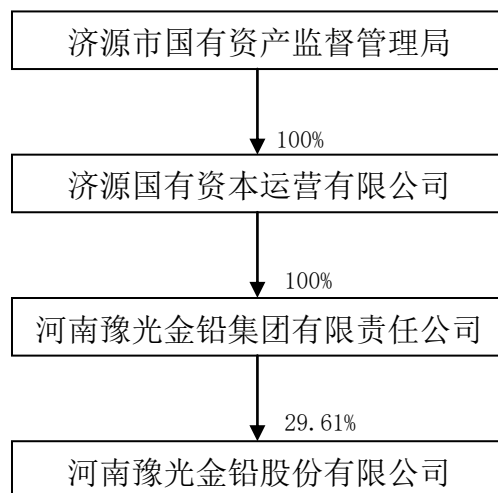 济源市国有资产监督管理局
100%
济源国有资本运营有限公司
100%
河南豫光金铅集团有限责任公司
29.61%
河南豫光金铅股份有限公司